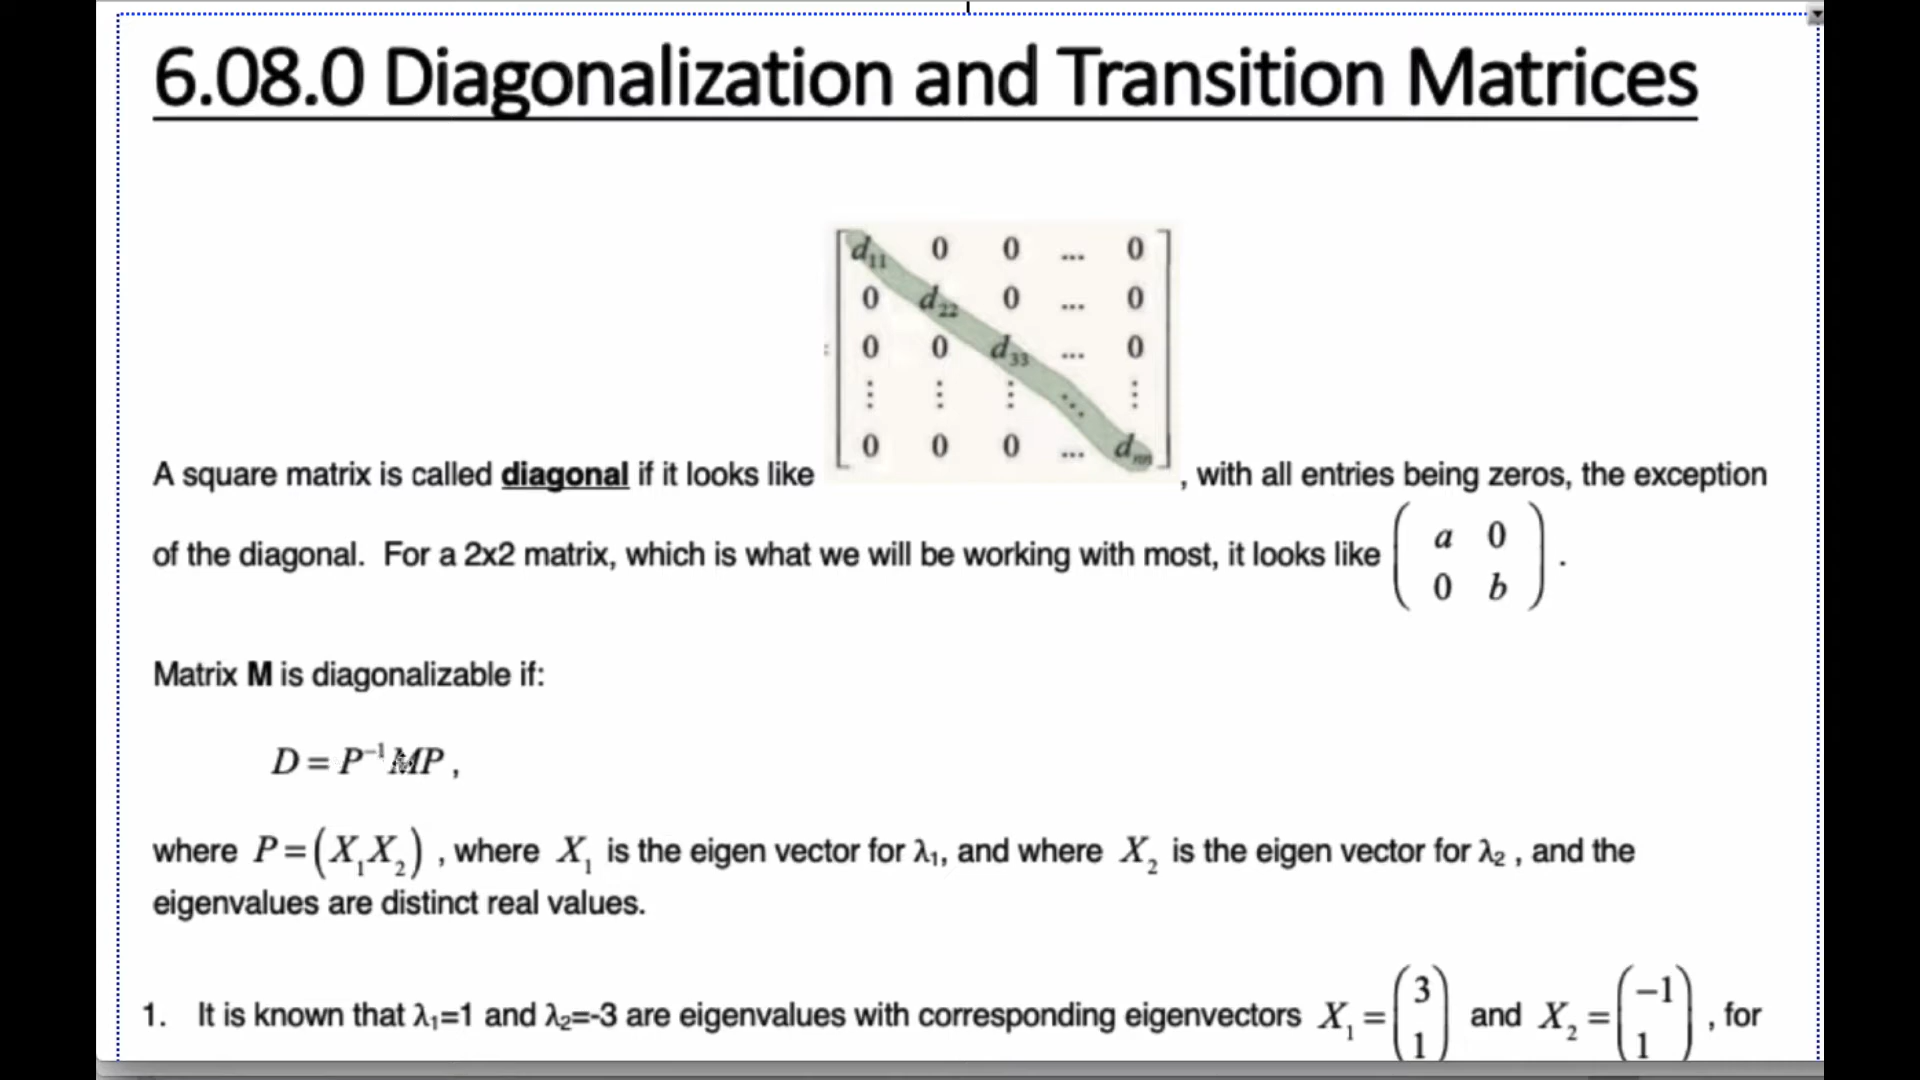 6.08.0 Diagonalization and Transition Matrices
d₁₁ 0 0 ... 0
0 d₂₂ 0 ... 0
0 0 d₃₃ ... 0
⋮ ⋮ ⋮ ⋱ ⋮
0 0 0 ... dₙₙ
A square matrix is called diagonal if it looks like , with all entries being zeros, the exception
of the diagonal. For a 2x2 matrix, which is what we will be working with most, it looks like (a 0
0 b) .
Matrix M is diagonalizable if:
D = P⁻¹MP ,
where P = (X₁X₂) , where X₁ is the eigen vector for λ₁, and where X₂ is the eigen vector for λ₂ , and the
eigenvalues are distinct real values.
1. It is known that λ₁=1 and λ₂=-3 are eigenvalues with corresponding eigenvectors X₁ = (3 1) and X₂ = (−1 1) , for